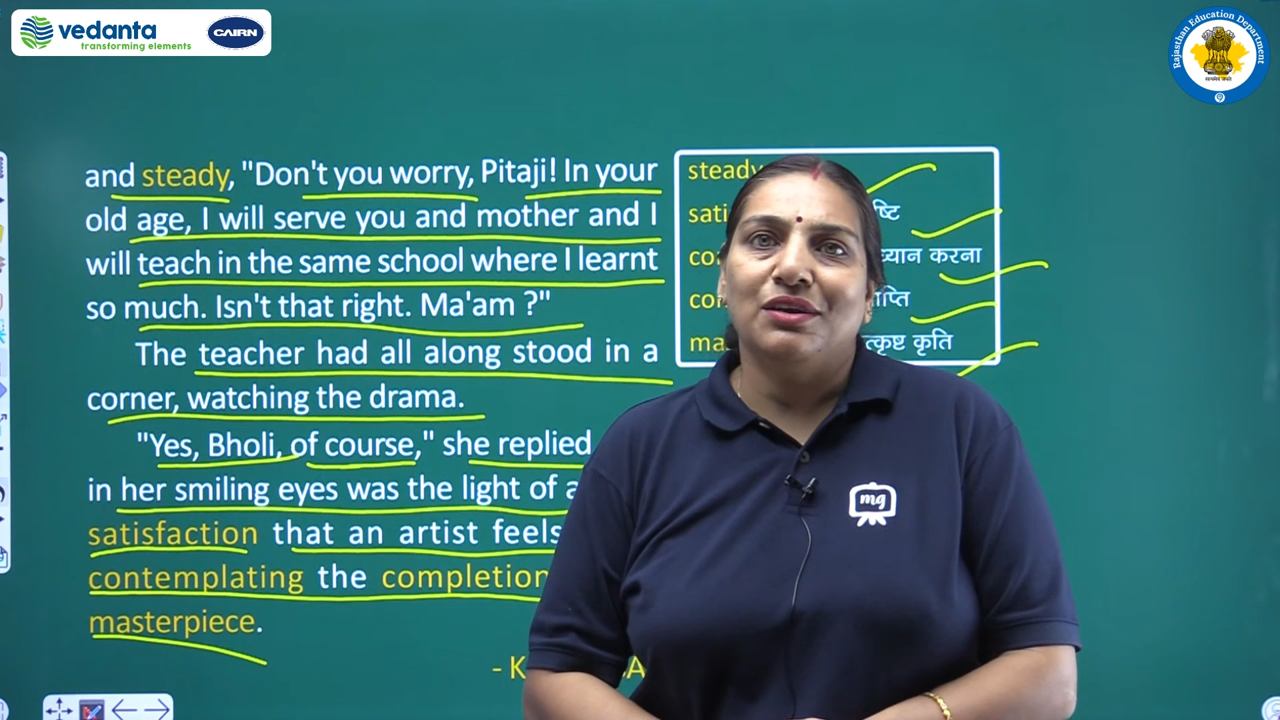 vedanta
transforming elements
CAIRN
Rajasthan Education Department
and steady, "Don't you worry, Pitaji! In your
old age, I will serve you and mother and I
will teach in the same school where I learnt
so much. Isn't that right. Ma'am ?"
The teacher had all along stood in a
corner, watching the drama.
"Yes, Bholi, of course," she replied
in her smiling eyes was the light of a
satisfaction that an artist feels
contemplating the completion
masterpiece.
steady
करना
कृति
mg